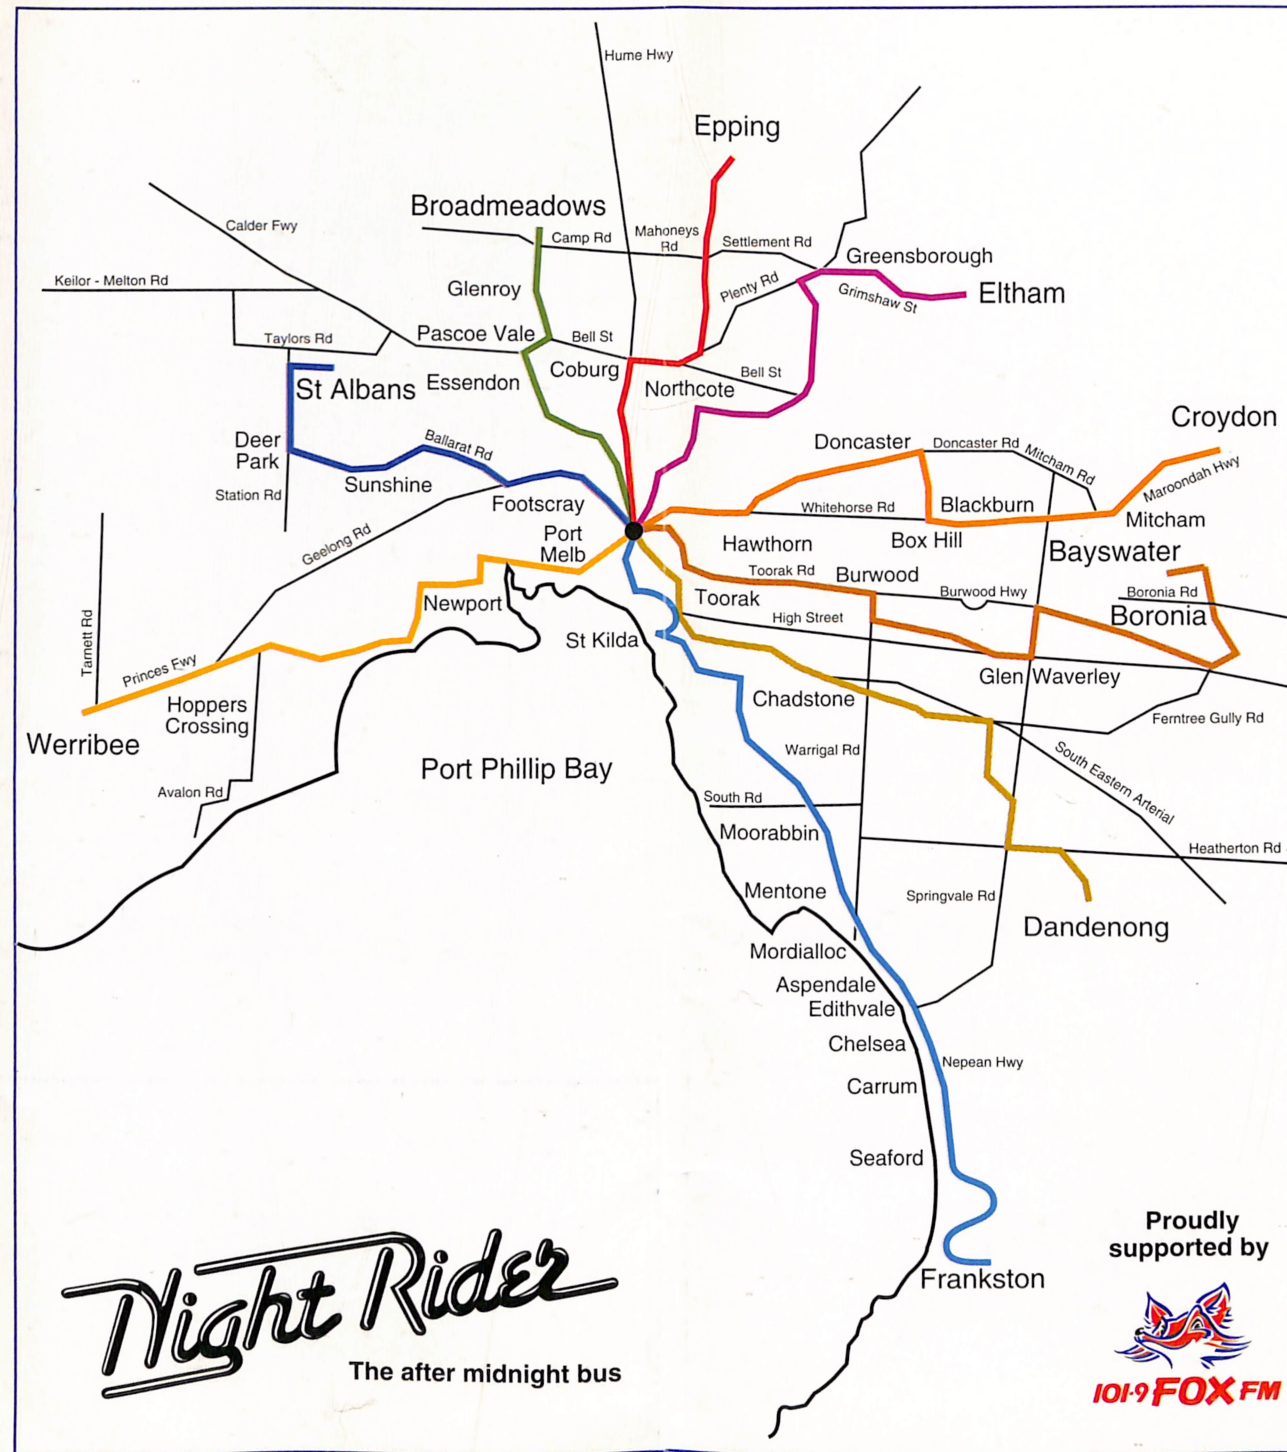 Hume Hwy
Epping
Broadmeadows
Calder Fwy
Camp Rd
Mahoneys
Rd
Settlement Rd
Greensborough
Keilor - Melton Rd
Glenroy
Plenty Rd
Grimshaw St
Eltham
Taylors Rd
Pascoe Vale
Bell St
Coburg
Bell St
St Albans
Essendon
Northcote
Croydon
Deer
Park
Ballarat Rd
Doncaster
Doncaster Rd
Mitcham Rd
Maroondah Hwy
Station Rd
Sunshine
Footscray
Whitehorse Rd
Blackburn
Mitcham
Geelong Rd
Port
Melb
Hawthorn
Box Hill
Bayswater
Toorak Rd
Burwood
Burwood Hwy
Boronia Rd
Boronia
Newport
Toorak
High Street
Tarnett Rd
Princes Fwy
St Kilda
Glen Waverley
Hoppers
Crossing
Chadstone
Ferntree Gully Rd
Werribee
Port Phillip Bay
Warrigal Rd
South Eastern Arterial
Avalon Rd
South Rd
Moorabbin
Heatherton Rd
Mentone
Springvale Rd
Dandenong
Mordialloc
Aspendale
Edithvale
Chelsea
Nepean Hwy
Carrum
Seaford
Frankston
Night Rider
The after midnight bus
Proudly
supported by
101·9 FOX FM